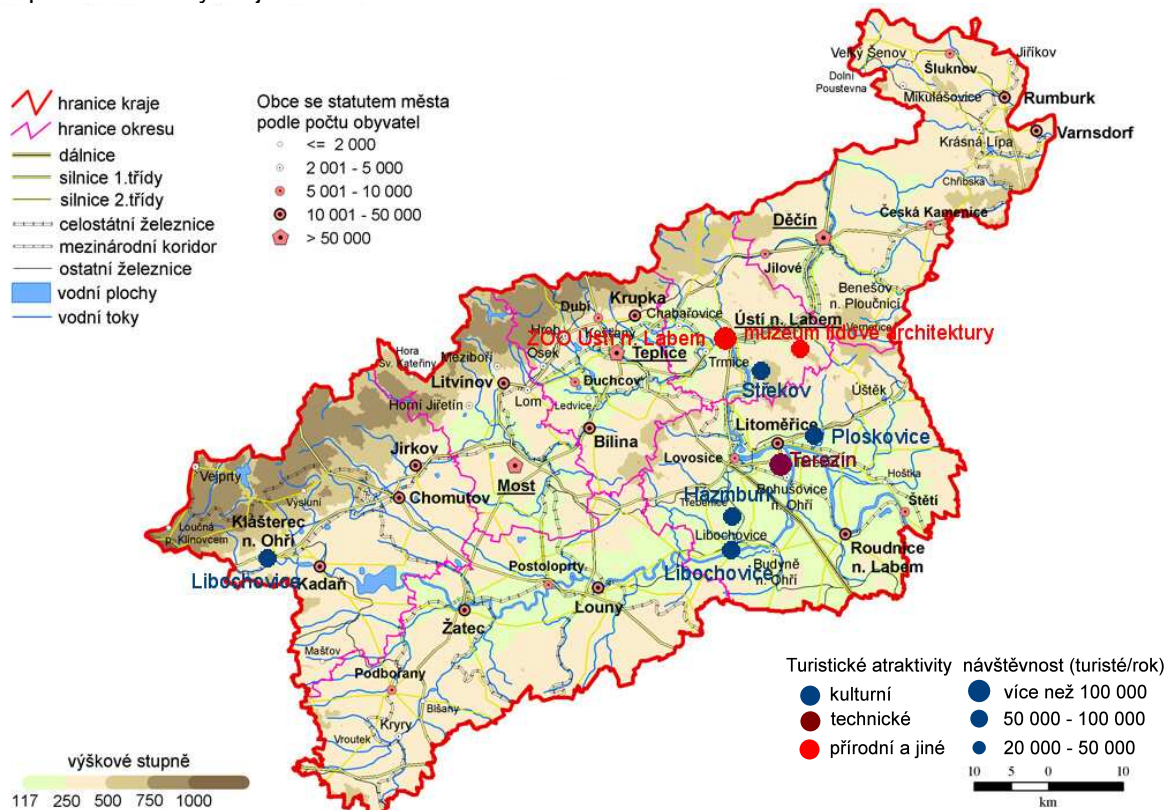 hranice kraje
hranice okresu
dálnice
silnice 1.třídy
silnice 2.třídy
celostátní železnice
mezinárodní koridor
ostatní železnice
vodní plochy
vodní toky
Obce se statutem města
podle počtu obyvatel
<= 2 000
2 001 - 5 000
5 001 - 10 000
10 001 - 50 000
> 50 000
Velký Šenov
Jiříkov
Šluknov
Dolní
Poustevna
Mikulášovice
Rumburk
Varnsdorf
Krásná Lípa
Chřibská
Česká Kamenice
Děčín
Jílové
Benešov
n. Ploučnicí
Krupka
Dubí
Chabařovice
Ústí n. Labem
Verneřice
Hrob
Košťany
ZOO Ústí n. Labem
muzeum lidové architektury
Hora
Sv. Kateřiny
Meziboří
Osek
Teplice
Trmice
Střekov
Litvínov
Duchcov
Lom
Ledvice
Úštěk
Horní Jiřetín
Bílina
Litoměřice
Ploskovice
Jirkov
Lovosice
Terezín
Hoštka
Vejprty
Most
Chomutov
Výsluní
Hazmburk
Třebenice
Bohušovice
n. Ohří
Štětí
Loučná
p. Klínovcem
Klášterec
n. Ohří
Libochovice
Roudnice
n. Labem
Libochovice
Kadaň
Postoloprty
Libochovice
Budyně
n. Ohří
Louny
Žatec
Mašťov
Podbořany
Blšany
Kryry
Vroutek
výškové stupně
117 250 500 750 1000
Turistické atraktivity
kulturní
technické
přírodní a jiné
návštěvnost (turisté/rok)
více než 100 000
50 000 - 100 000
20 000 - 50 000
10 5 0 10
km